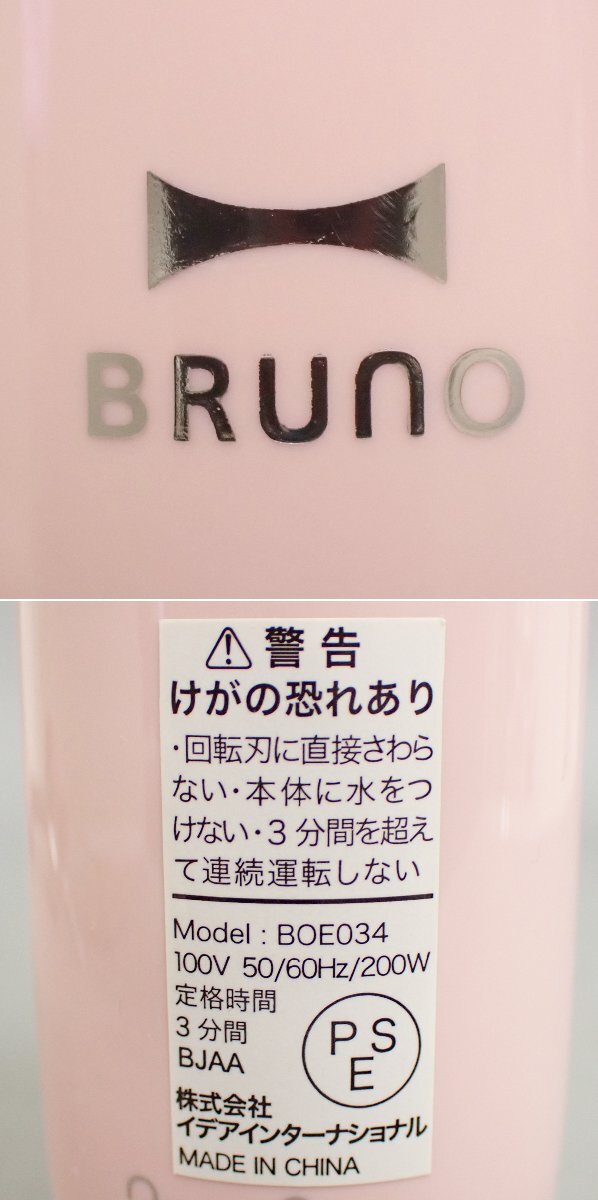 BRUNO
警告
けがの恐れあり
・回転刃に直接さわら
ない・本体に水をつ
けない・3分間を超え
て連続運転しない
Model : BOE034
100V 50/60Hz/200W
定格時間
3分間
BJAA
PSE
株式会社
イデアインターナショナル
MADE IN CHINA